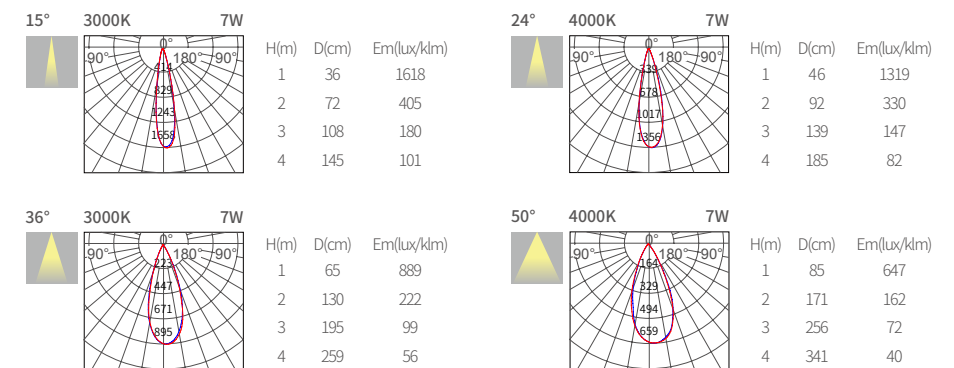 15° 3000K 7W
0°
90° 180° 90°
414
829
1243
1658
H(m) D(cm) Em(lux/klm)
1 36 1618
2 72 405
3 108 180
4 145 101
24° 4000K 7W
0°
90° 180° 90°
339
678
1017
1356
H(m) D(cm) Em(lux/klm)
1 46 1319
2 92 330
3 139 147
4 185 82
36° 3000K 7W
0°
90° 180° 90°
223
447
671
895
H(m) D(cm) Em(lux/klm)
1 65 889
2 130 222
3 195 99
4 259 56
50° 4000K 7W
0°
90° 180° 90°
164
329
494
659
H(m) D(cm) Em(lux/klm)
1 85 647
2 171 162
3 256 72
4 341 40